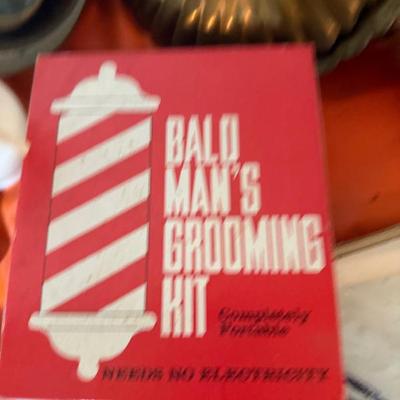 BALD
MAN'S
GROOMING
KIT
Completely
Portable
NEEDS NO ELECTRICITY